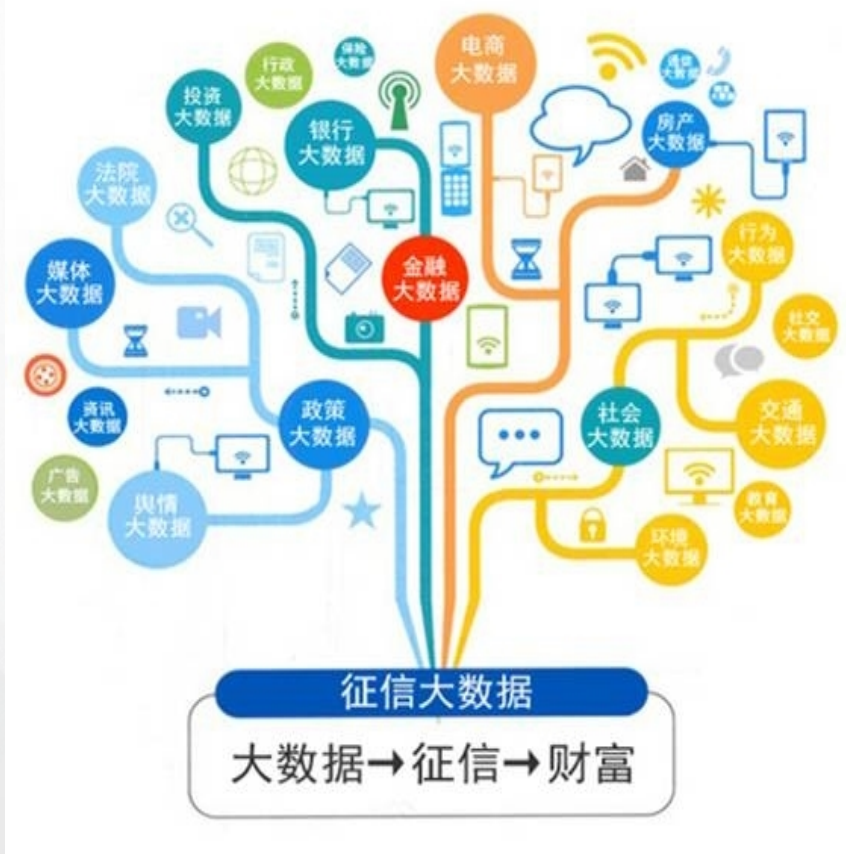 保险
大数据
电商
大数据
行政
大数据
投资
大数据
通信
大数据
银行
大数据
房产
大数据
法院
大数据
行为
大数据
媒体
大数据
金融
大数据
社交
大数据
资讯
大数据
政策
大数据
社会
大数据
交通
大数据
广告
大数据
舆情
大数据
教育
大数据
环境
大数据
征信大数据
大数据→征信→财富